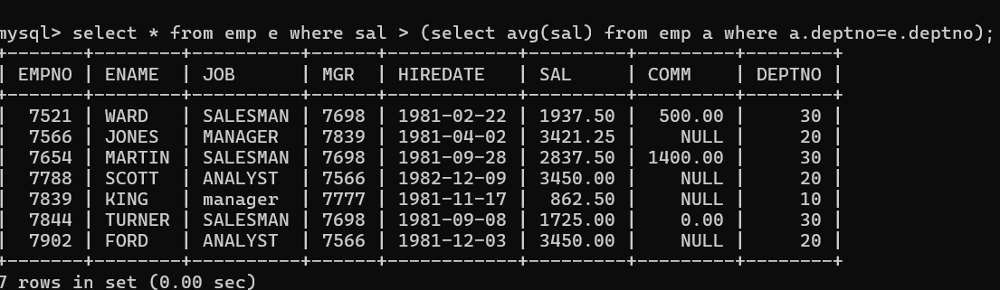 mysql> select * from emp e where sal > (select avg(sal) from emp a where a.deptno=e.deptno);
+-------+--------+----------+------+------------+---------+---------+--------+
| EMPNO | ENAME  | JOB      | MGR  | HIREDATE   | SAL     | COMM    | DEPTNO |
+-------+--------+----------+------+------------+---------+---------+--------+
|  7521 | WARD   | SALESMAN | 7698 | 1981-02-22 | 1937.50 |  500.00 |     30 |
|  7566 | JONES  | MANAGER  | 7839 | 1981-04-02 | 3421.25 |    NULL |     20 |
|  7654 | MARTIN | SALESMAN | 7698 | 1981-09-28 | 2837.50 | 1400.00 |     30 |
|  7788 | SCOTT  | ANALYST  | 7566 | 1982-12-09 | 3450.00 |    NULL |     20 |
|  7839 | KING   | manager  | 7777 | 1981-11-17 |  862.50 |    NULL |     10 |
|  7844 | TURNER | SALESMAN | 7698 | 1981-09-08 | 1725.00 |    0.00 |     30 |
|  7902 | FORD   | ANALYST  | 7566 | 1981-12-03 | 3450.00 |    NULL |     20 |
+-------+--------+----------+------+------------+---------+---------+--------+
7 rows in set (0.00 sec)